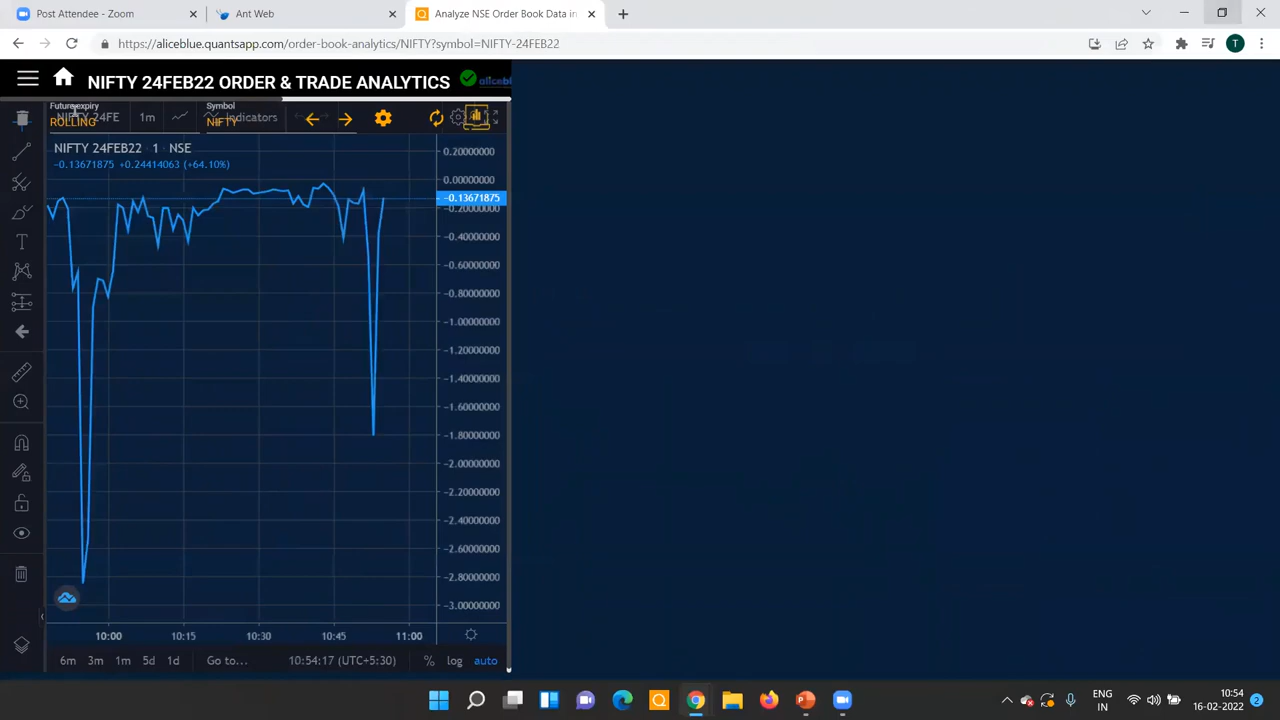 Post Attendee - Zoom
Ant Web
Analyze NSE Order Book Data in
https://aliceblue.quantsapp.com/order-book-analytics/NIFTY?symbol=NIFTY-24FEB22
T
NIFTY 24FEB22 ORDER & TRADE ANALYTICS
Future expiry
ROLLING
NIFTY 24FE
1m
Symbol
NIFTY
Indicators
NIFTY 24FEB22 · 1 · NSE
−0.13671875 +0.24414063 (+64.10%)
0.20000000
0.00000000
−0.13671875
−0.20000000
−0.40000000
−0.60000000
−0.80000000
−1.00000000
−1.20000000
−1.40000000
−1.60000000
−1.80000000
−2.00000000
−2.20000000
−2.40000000
−2.60000000
−2.80000000
−3.00000000
10:00 10:15 10:30 10:45 11:00
6m 3m 1m 5d 1d Go to... 10:54:17 (UTC+5:30) % log auto
ENG
IN
10:54
16-02-2022
2